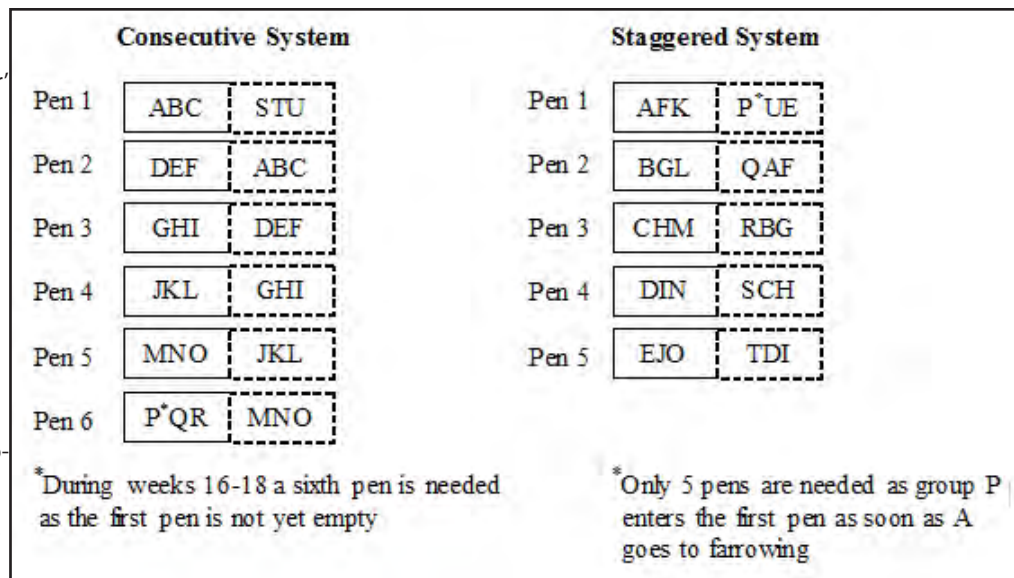 Consecutive System
Pen 1 ABC STU
Pen 2 DEF ABC
Pen 3 GHI DEF
Pen 4 JKL GHI
Pen 5 MNO JKL
Pen 6 P*QR MNO
*During weeks 16-18 a sixth pen is needed
as the first pen is not yet empty
Staggered System
Pen 1 AFK P*UE
Pen 2 BGL QAF
Pen 3 CHM RBG
Pen 4 DIN SCH
Pen 5 EJO TDI
*Only 5 pens are needed as group P
enters the first pen as soon as A
goes to farrowing